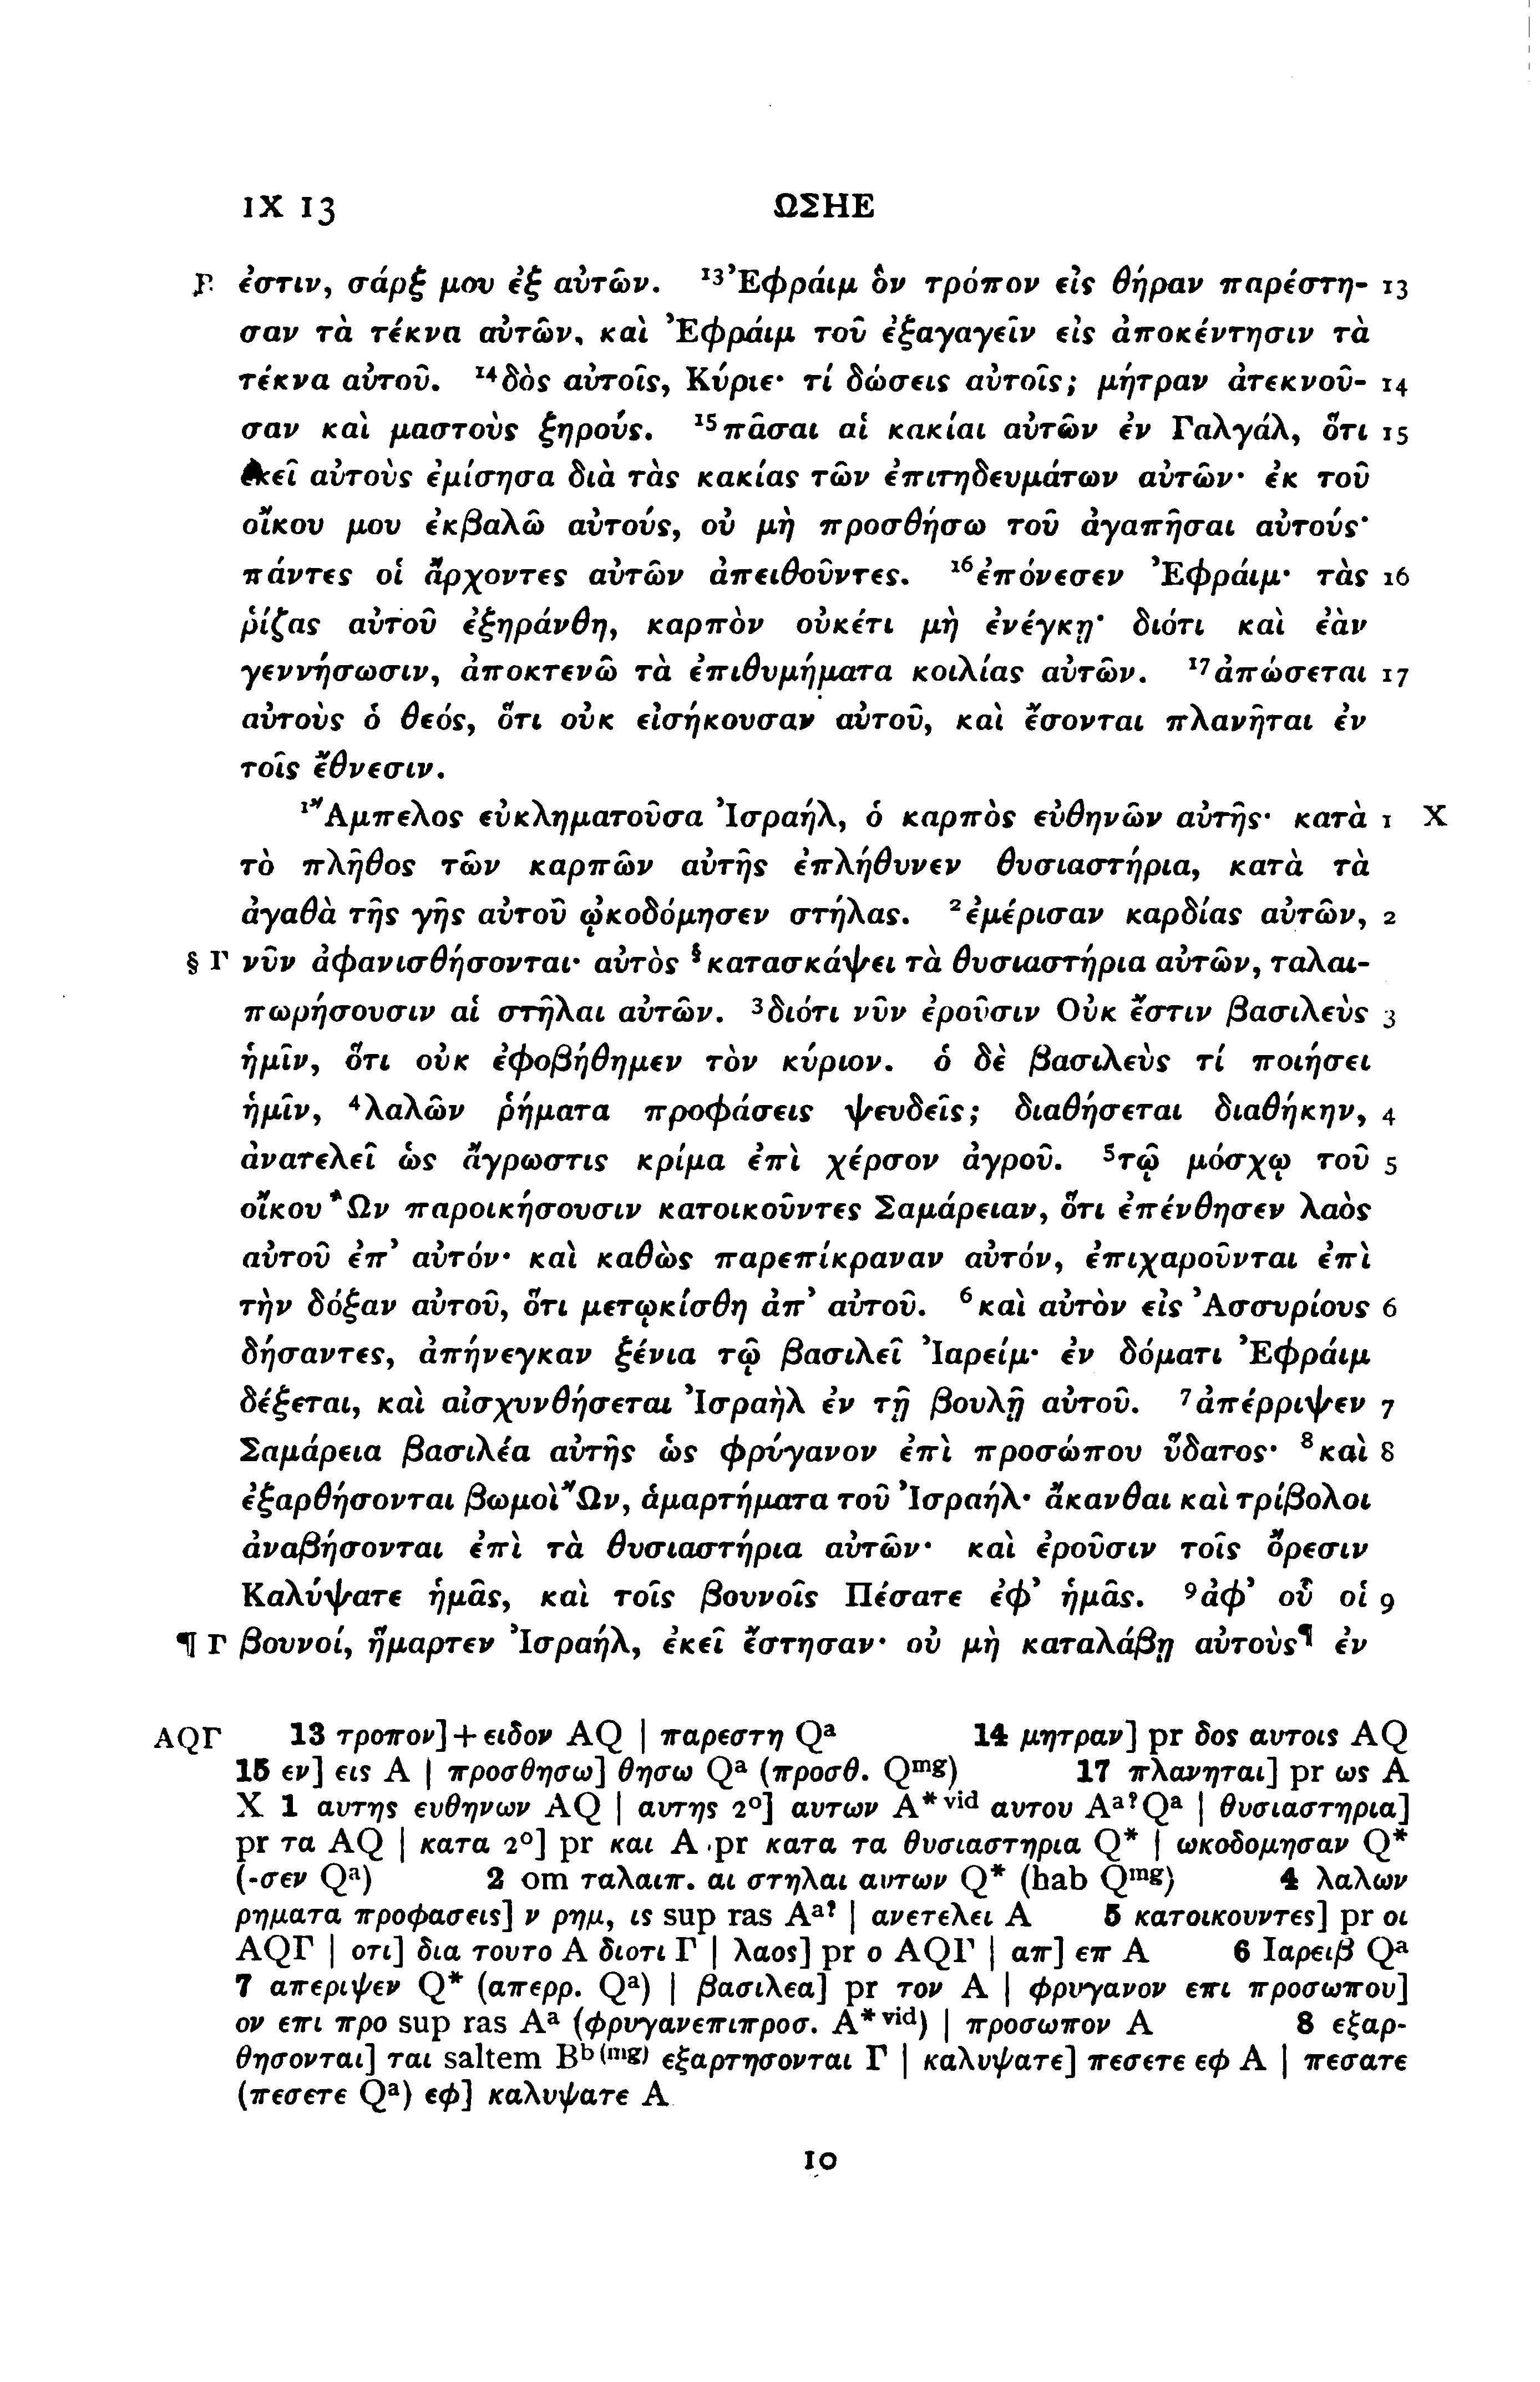 IX 13 ΩΣΗΕ
B ἐστιν, σάρξ μου ἐξ αὐτῶν. ¹³Ἐφράιμ ὃν τρόπον εἰς θήραν παρέστη- 13
σαν τὰ τέκνα αὐτῶν, καὶ Ἐφράιμ τοῦ ἐξαγαγεῖν εἰς ἀποκέντησιν τὰ
τέκνα αὐτοῦ. ¹⁴δὸς αὐτοῖς, Κύριε· τί δώσεις αὐτοῖς; μήτραν ἀτεκνοῦ- 14
σαν καὶ μαστοὺς ξηρούς. ¹⁵πᾶσαι αἱ κακίαι αὐτῶν ἐν Γαλγάλ, ὅτι 15
ἐκεῖ αὐτοὺς ἐμίσησα διὰ τὰς κακίας τῶν ἐπιτηδευμάτων αὐτῶν· ἐκ τοῦ
οἴκου μου ἐκβαλῶ αὐτούς, οὐ μὴ προσθήσω τοῦ ἀγαπῆσαι αὐτούς·
πάντες οἱ ἄρχοντες αὐτῶν ἀπειθοῦντες. ¹⁶ἐπόνεσεν Ἐφράιμ· τὰς 16
ῥίζας αὐτοῦ ἐξηράνθη, καρπὸν οὐκέτι μὴ ἐνέγκῃ· διότι καὶ ἐὰν
γεννήσωσιν, ἀποκτενῶ τὰ ἐπιθυμήματα κοιλίας αὐτῶν. ¹⁷ἀπώσεται 17
αὐτοὺς ὁ θεός, ὅτι οὐκ εἰσήκουσαν αὐτοῦ, καὶ ἔσονται πλανῆται ἐν
τοῖς ἔθνεσιν.
¹Ἄμπελος εὐκληματοῦσα Ἰσραήλ, ὁ καρπὸς εὐθηνῶν αὐτῆς· κατὰ 1 X
τὸ πλῆθος τῶν καρπῶν αὐτῆς ἐπλήθυνεν θυσιαστήρια, κατὰ τὰ
ἀγαθὰ τῆς γῆς αὐτοῦ ᾠκοδόμησεν στήλας. ²ἐμέρισαν καρδίας αὐτῶν, 2
§ Γ νῦν ἀφανισθήσονται· αὐτὸς §κατασκάψει τὰ θυσιαστήρια αὐτῶν, ταλαι-
πωρήσουσιν αἱ στῆλαι αὐτῶν. ³διότι νῦν ἐροῦσιν Οὐκ ἔστιν βασιλεὺς 3
ἡμῖν, ὅτι οὐκ ἐφοβήθημεν τὸν κύριον. ὁ δὲ βασιλεὺς τί ποιήσει
ἡμῖν, ⁴λαλῶν ῥήματα προφάσεις ψευδεῖς; διαθήσεται διαθήκην, 4
ἀνατελεῖ ὡς ἄγρωστις κρίμα ἐπὶ χέρσον ἀγροῦ. ⁵τῷ μόσχῳ τοῦ 5
οἴκου Ὢν παροικήσουσιν κατοικοῦντες Σαμάρειαν, ὅτι ἐπένθησεν λαὸς
αὐτοῦ ἐπ᾿ αὐτόν· καὶ καθὼς παρεπίκραναν αὐτόν, ἐπιχαροῦνται ἐπὶ
τὴν δόξαν αὐτοῦ, ὅτι μετῳκίσθη ἀπ᾿ αὐτοῦ. ⁶καὶ αὐτὸν εἰς Ἀσσυρίους 6
δήσαντες, ἀπήνεγκαν ξένια τῷ βασιλεῖ Ἰαρείμ· ἐν δόματι Ἐφράιμ
δέξεται, καὶ αἰσχυνθήσεται Ἰσραὴλ ἐν τῇ βουλῇ αὐτοῦ. ⁷ἀπέρριψεν 7
Σαμάρεια βασιλέα αὐτῆς ὡς φρύγανον ἐπὶ προσώπου ὕδατος· ⁸καὶ 8
ἐξαρθήσονται βωμοὶ Ὤν, ἁμαρτήματα τοῦ Ἰσραήλ· ἄκανθαι καὶ τρίβολοι
ἀναβήσονται ἐπὶ τὰ θυσιαστήρια αὐτῶν· καὶ ἐροῦσιν τοῖς ὄρεσιν
Καλύψατε ἡμᾶς, καὶ τοῖς βουνοῖς Πέσατε ἐφ᾿ ἡμᾶς. ⁹ἀφ᾿ οὗ οἱ 9
¶ Γ βουνοί, ἥμαρτεν Ἰσραήλ, ἐκεῖ ἔστησαν· οὐ μὴ καταλάβῃ αὐτοὺς¶ ἐν
AQΓ 13 τροπον]+ειδον AQ | παρεστη Qᵃ 14 μητραν] pr δος αυτοις AQ
15 εν] εις A | προσθησω] θησω Qᵃ (προσθ. Qᵐᵍ) 17 πλανηται] pr ως A
X 1 αυτης ευθηνων AQ | αυτης 2°] αυτων A*ᵛⁱᵈ αυτου Aᵃ?Qᵃ | θυσιαστηρια]
pr τα AQ | κατα 2°] pr και A pr κατα τα θυσιαστηρια Q* | ωκοδομησαν Q*
(-σεν Qᵃ) 2 om ταλαιπ. αι στηλαι αυτων Q* (hab Qᵐᵍ) 4 λαλων
ρηματα προφασεις] ν ρημ, ις sup ras Aᵃ? | ανετελει A 5 κατοικουντες] pr οι
AQΓ | οτι] δια τουτο A διοτι Γ | λαος] pr ο AQΓ | απ] επ A 6 Ιαρειβ Qᵃ
7 απεριψεν Q* (απερρ. Qᵃ) | βασιλεα] pr τον A | φρυγανον επι προσωπου]
ον επι προ sup ras Aᵃ (φρυγανεπιπροσ. A*ᵛⁱᵈ) | προσωπον A 8 εξαρ-
θησονται] ται saltem Bᵇ⁽ᵐᵍ⁾ εξαρτησονται Γ | καλυψατε] πεσετε εφ A | πεσατε
(πεσετε Qᵃ) εφ] καλυψατε A
10